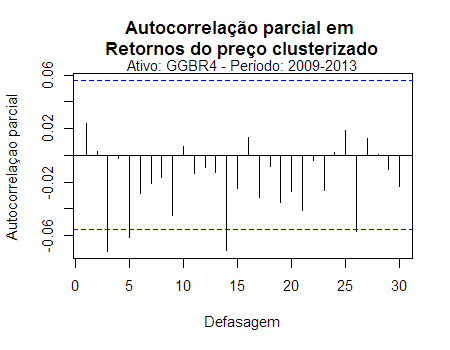 Autocorrelação parcial em
Retornos do preço clusterizado
Ativo: GGBR4 - Período: 2009-2013
Autocorrelaçao parcial
0.06
0.02
-0.02
-0.06
0 5 10 15 20 25 30
Defasagem